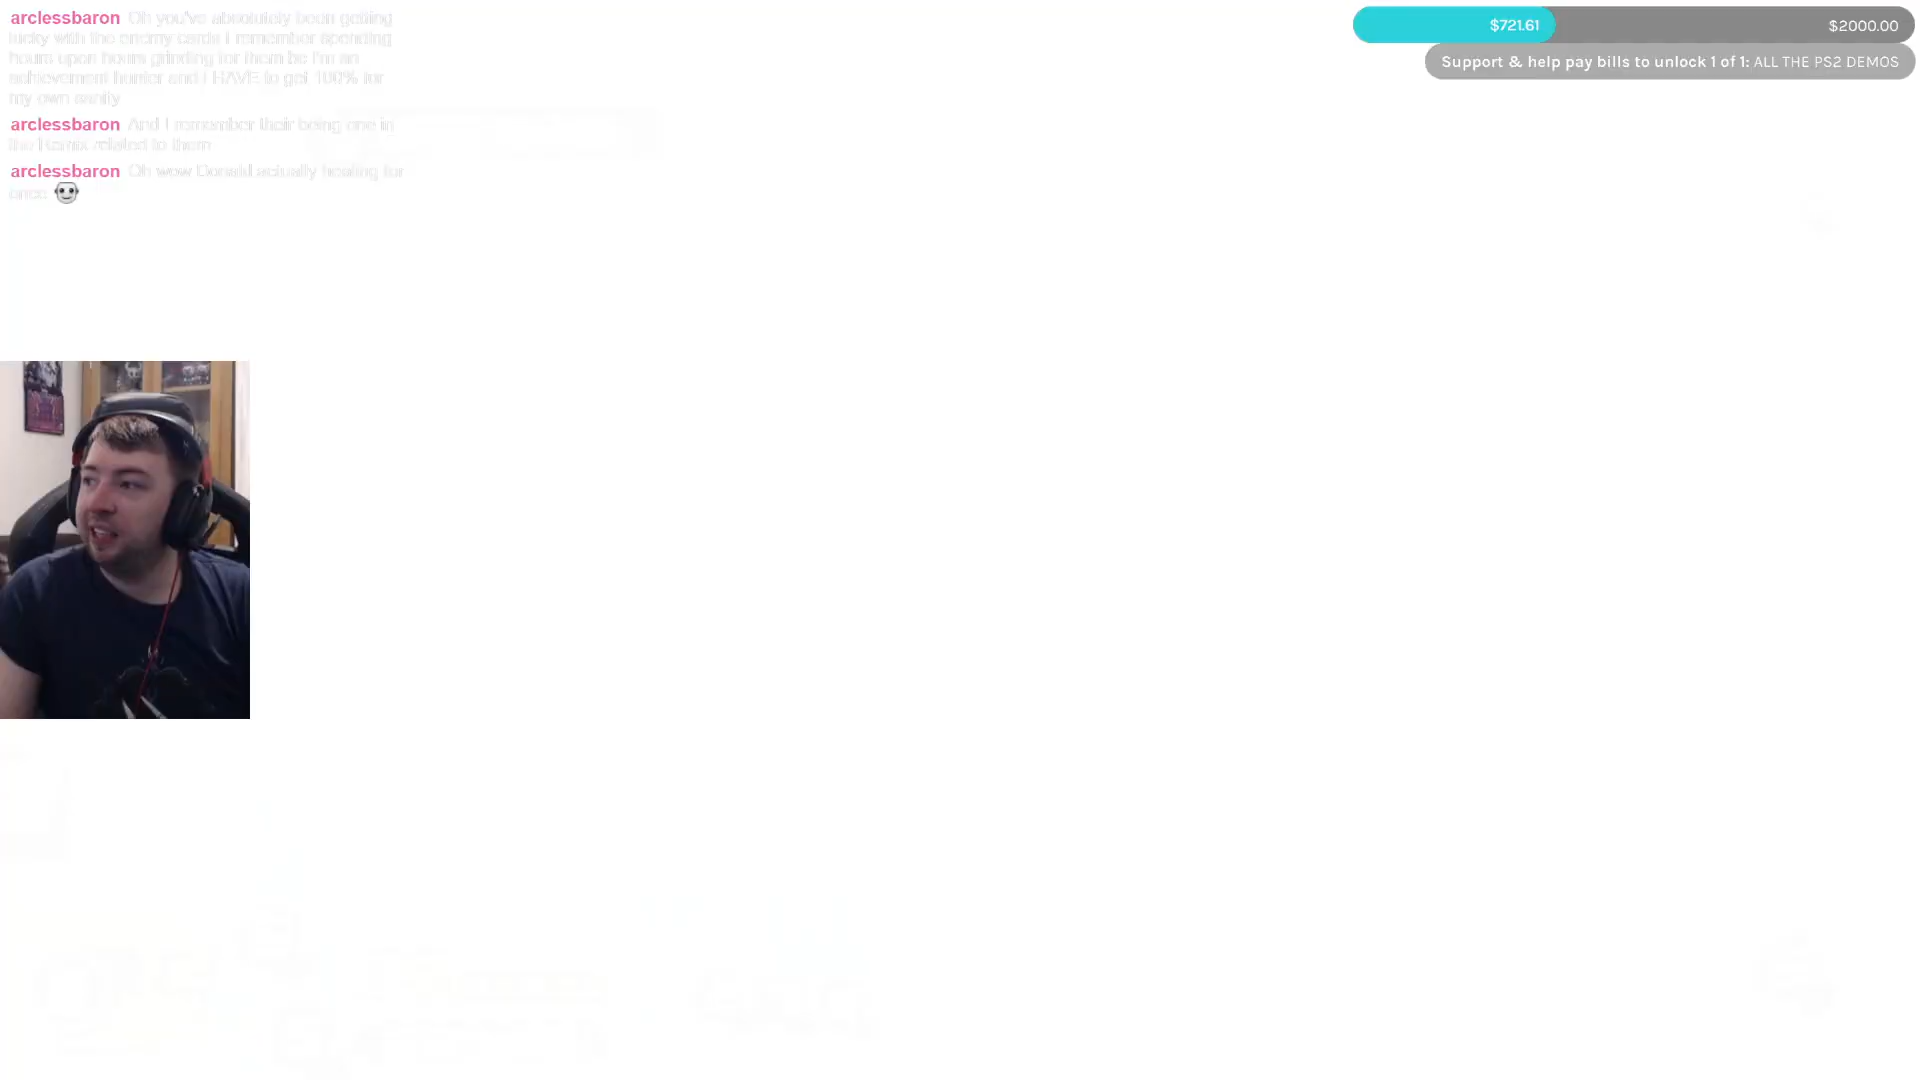 arclessbaron Oh you've absolutely been getting
lucky with the enemy cards I remember spending
hours upon hours grinding for them bc I'm an
achievement hunter and I HAVE to get 100% for
my own sanity
arclessbaron And I remember their being one in
the Remix related to them
arclessbaron Oh wow Donald actually healing for
once
$721.61
$2000.00
Support & help pay bills to unlock 1 of 1: ALL THE PS2 DEMOS